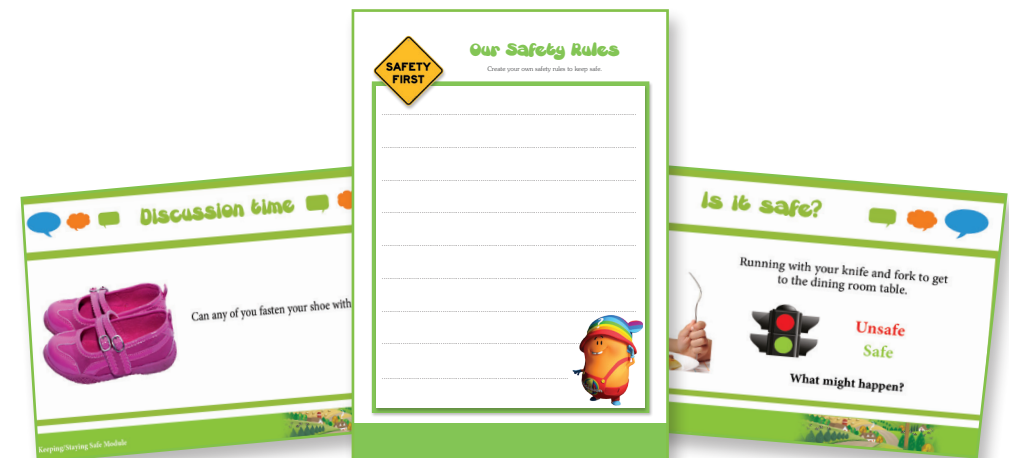 Discussion time
Can any of you fasten your shoe with
Keeping/Staying Safe Module
SAFETY
FIRST
Our Safety Rules
Create your own safety rules to keep safe.
Is it safe?
Running with your knife and fork to get
to the dining room table.
Unsafe
Safe
What might happen?